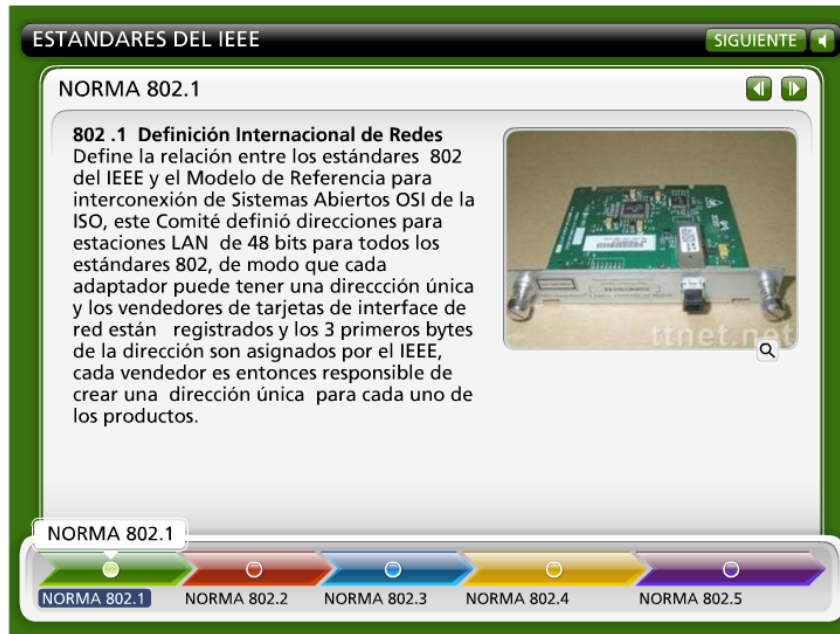 ESTANDARES DEL IEEE
SIGUIENTE
NORMA 802.1
802 .1 Definición Internacional de Redes
Define la relación entre los estándares 802
del IEEE y el Modelo de Referencia para
interconexión de Sistemas Abiertos OSI de la
ISO, este Comité definió direcciones para
estaciones LAN de 48 bits para todos los
estándares 802, de modo que cada
adaptador puede tener una direccción única
y los vendedores de tarjetas de interface de
red están registrados y los 3 primeros bytes
de la dirección son asignados por el IEEE,
cada vendedor es entonces responsible de
crear una dirección única para cada uno de
los productos.
ttnet.net
NORMA 802.1
NORMA 802.1
NORMA 802.2
NORMA 802.3
NORMA 802.4
NORMA 802.5